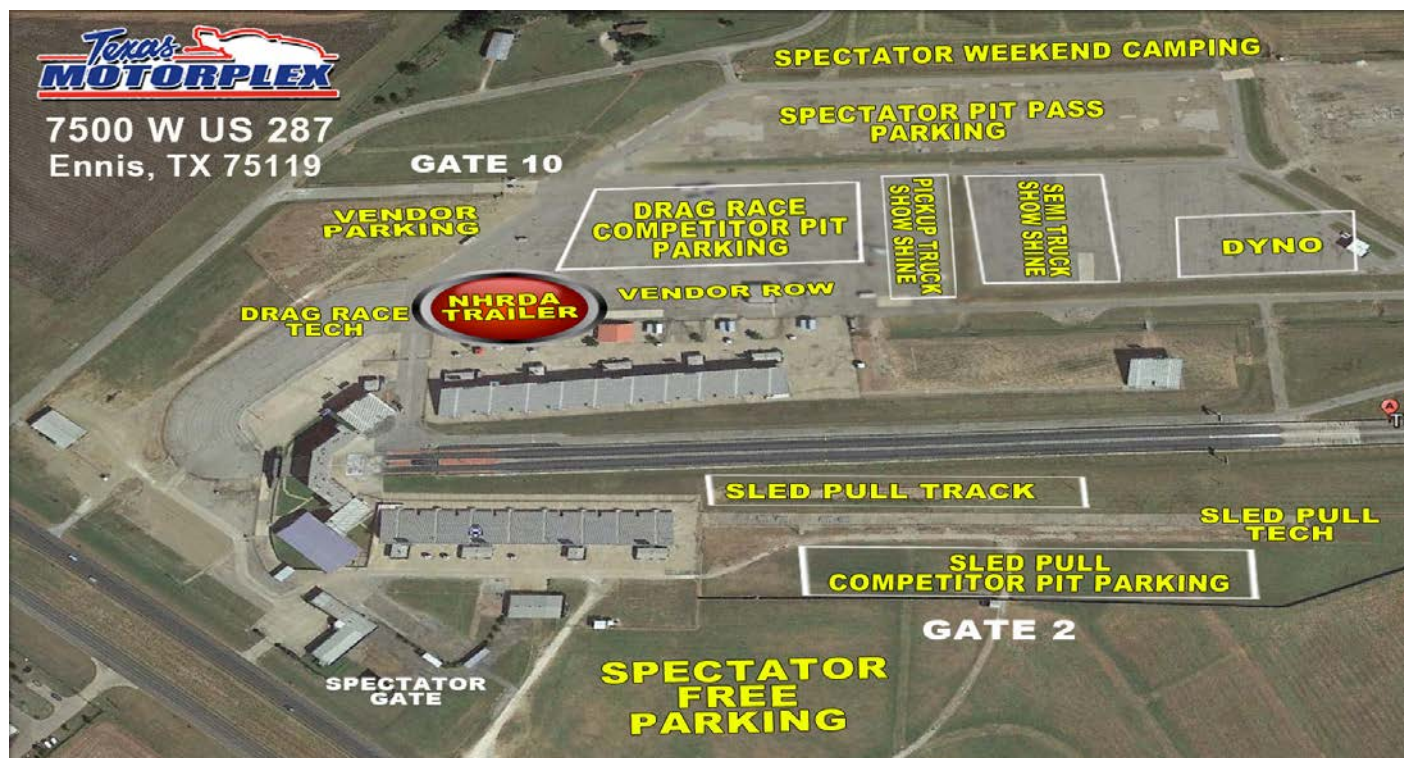 Texas
MOTORPLEX
7500 W US 287
Ennis, TX 75119
SPECTATOR WEEKEND CAMPING
SPECTATOR PIT PASS
PARKING
GATE 10
VENDOR
PARKING
DRAG RACE
COMPETITOR PIT
PARKING
PICKUP TRUCK
SHOW SHINE
SEMI TRUCK
SHOW SHINE
DYNO
DRAG RACE
TECH
NHRDA
TRAILER
VENDOR ROW
A
T
SLED PULL TRACK
SLED PULL
TECH
SLED PULL
COMPETITOR PIT PARKING
GATE 2
SPECTATOR
GATE
SPECTATOR
FREE
PARKING